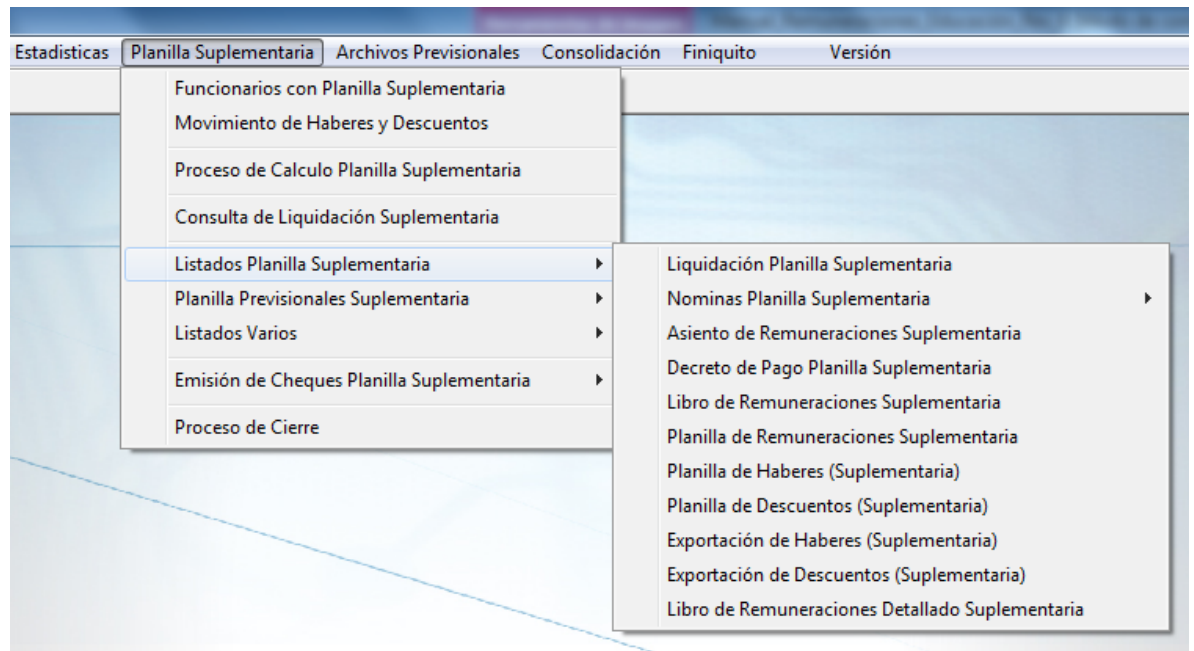 Estadisticas Planilla Suplementaria Archivos Previsionales Consolidación Finiquito Versión
Funcionarios con Planilla Suplementaria
Movimiento de Haberes y Descuentos
Proceso de Calculo Planilla Suplementaria
Consulta de Liquidación Suplementaria
Listados Planilla Suplementaria
Planilla Previsionales Suplementaria
Listados Varios
Emisión de Cheques Planilla Suplementaria
Proceso de Cierre
Liquidación Planilla Suplementaria
Nominas Planilla Suplementaria
Asiento de Remuneraciones Suplementaria
Decreto de Pago Planilla Suplementaria
Libro de Remuneraciones Suplementaria
Planilla de Remuneraciones Suplementaria
Planilla de Haberes (Suplementaria)
Planilla de Descuentos (Suplementaria)
Exportación de Haberes (Suplementaria)
Exportación de Descuentos (Suplementaria)
Libro de Remuneraciones Detallado Suplementaria